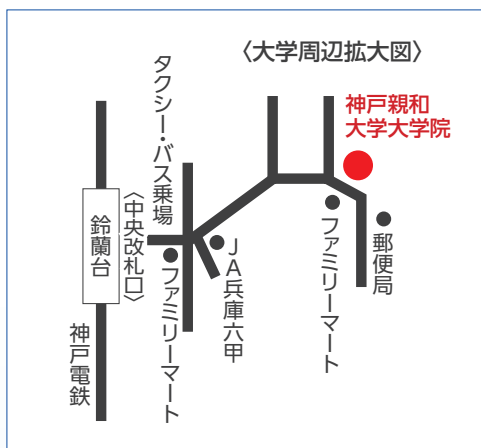 〈大学周辺拡大図〉
神戸親和
大学大学院
タクシー・バス乗場
〈中央改札口〉
鈴蘭台
神戸電鉄
ファミリーマート
JA兵庫六甲
ファミリーマート
郵便局